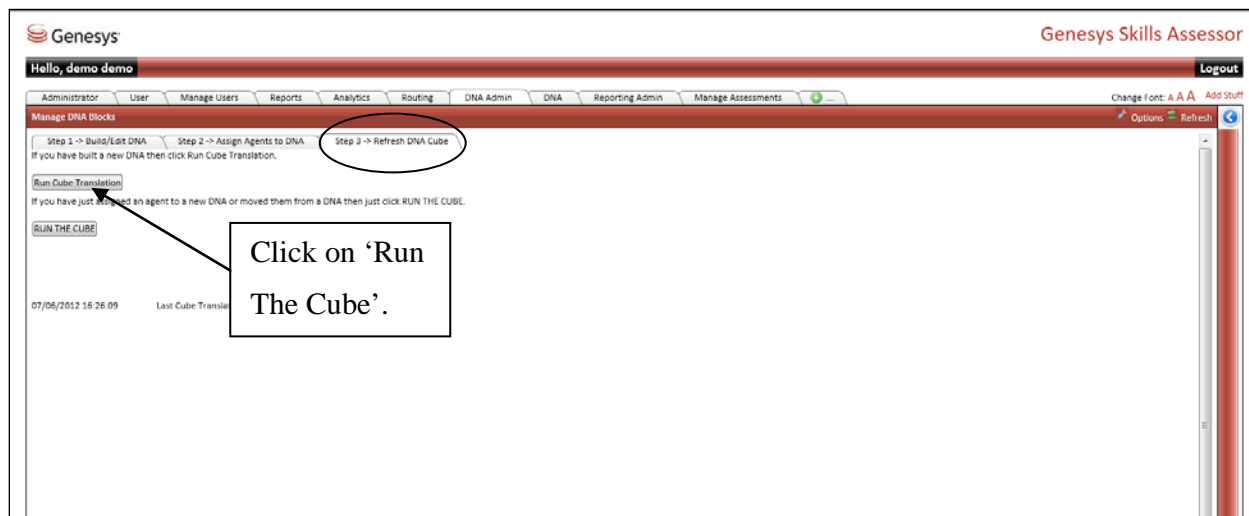 Genesys
Genesys Skills Assessor
Hello, demo demo
Logout
Administrator User Manage Users Reports Analytics Routing DNA Admin DNA Reporting Admin Manage Assessments ...
Change Font: A A A Add Stuff
Manage DNA Blocks
Options Refresh
Step 1 -> Build/Edit DNA Step 2 -> Assign Agents to DNA Step 3 -> Refresh DNA Cube
If you have built a new DNA then click Run Cube Translation.
Run Cube Translation
If you have just assigned an agent to a new DNA or moved them from a DNA then just click RUN THE CUBE.
RUN THE CUBE
Click on ‘Run
The Cube’.
07/06/2012 16:26:09 Last Cube